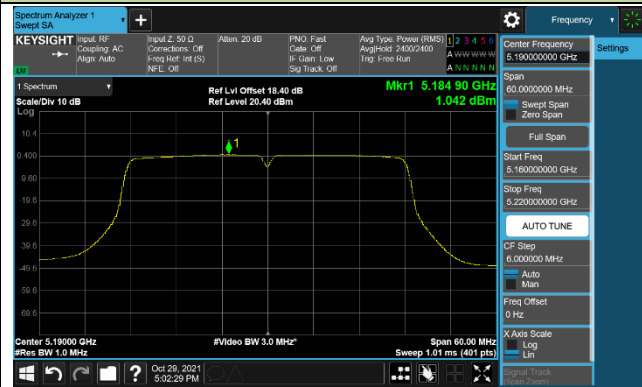 Spectrum Analyzer 1
Swept SA
+
Frequency
KEYSIGHT
Input: RF
Coupling: AC
Align: Auto
Input Z: 50 Ω
Corrections: Off
Freq Ref: Int (S)
NFE: Off
Atten: 20 dB
PNO: Fast
Gate: Off
IF Gain: Low
Sig Track: Off
Avg Type: Power (RMS)
Avg|Hold: 2400/2400
Trig: Free Run
1 2 3 4 5 6
A W W W W W
A N N N N N
LM
1 Spectrum
Scale/Div 10 dB
Log
Ref Lvl Offset 18.40 dB
Ref Level 20.40 dBm
Mkr1 5.184 90 GHz
1.042 dBm
10.4
0.400
-9.60
-19.6
-29.6
-39.6
-49.6
-59.6
-69.6
1
Center 5.19000 GHz
#Res BW 1.0 MHz
#Video BW 3.0 MHz*
Span 60.00 MHz
Sweep 1.01 ms (401 pts)
Oct 29, 2021
5:02:29 PM
Center Frequency
5.190000000 GHz
Settings
Span
60.0000000 MHz
Swept Span
Zero Span
Full Span
Start Freq
5.160000000 GHz
Stop Freq
5.220000000 GHz
AUTO TUNE
CF Step
6.000000 MHz
Auto
Man
Freq Offset
0 Hz
X Axis Scale
Log
Lin
Signal Track
(Span Zoom)